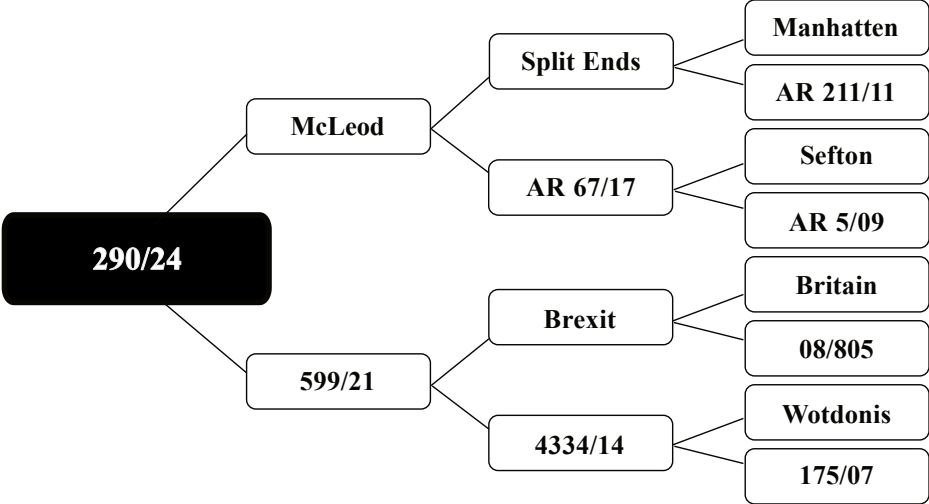 290/24
McLeod
599/21
Split Ends
AR 67/17
Brexit
4334/14
Manhatten
AR 211/11
Sefton
AR 5/09
Britain
08/805
Wotdonis
175/07